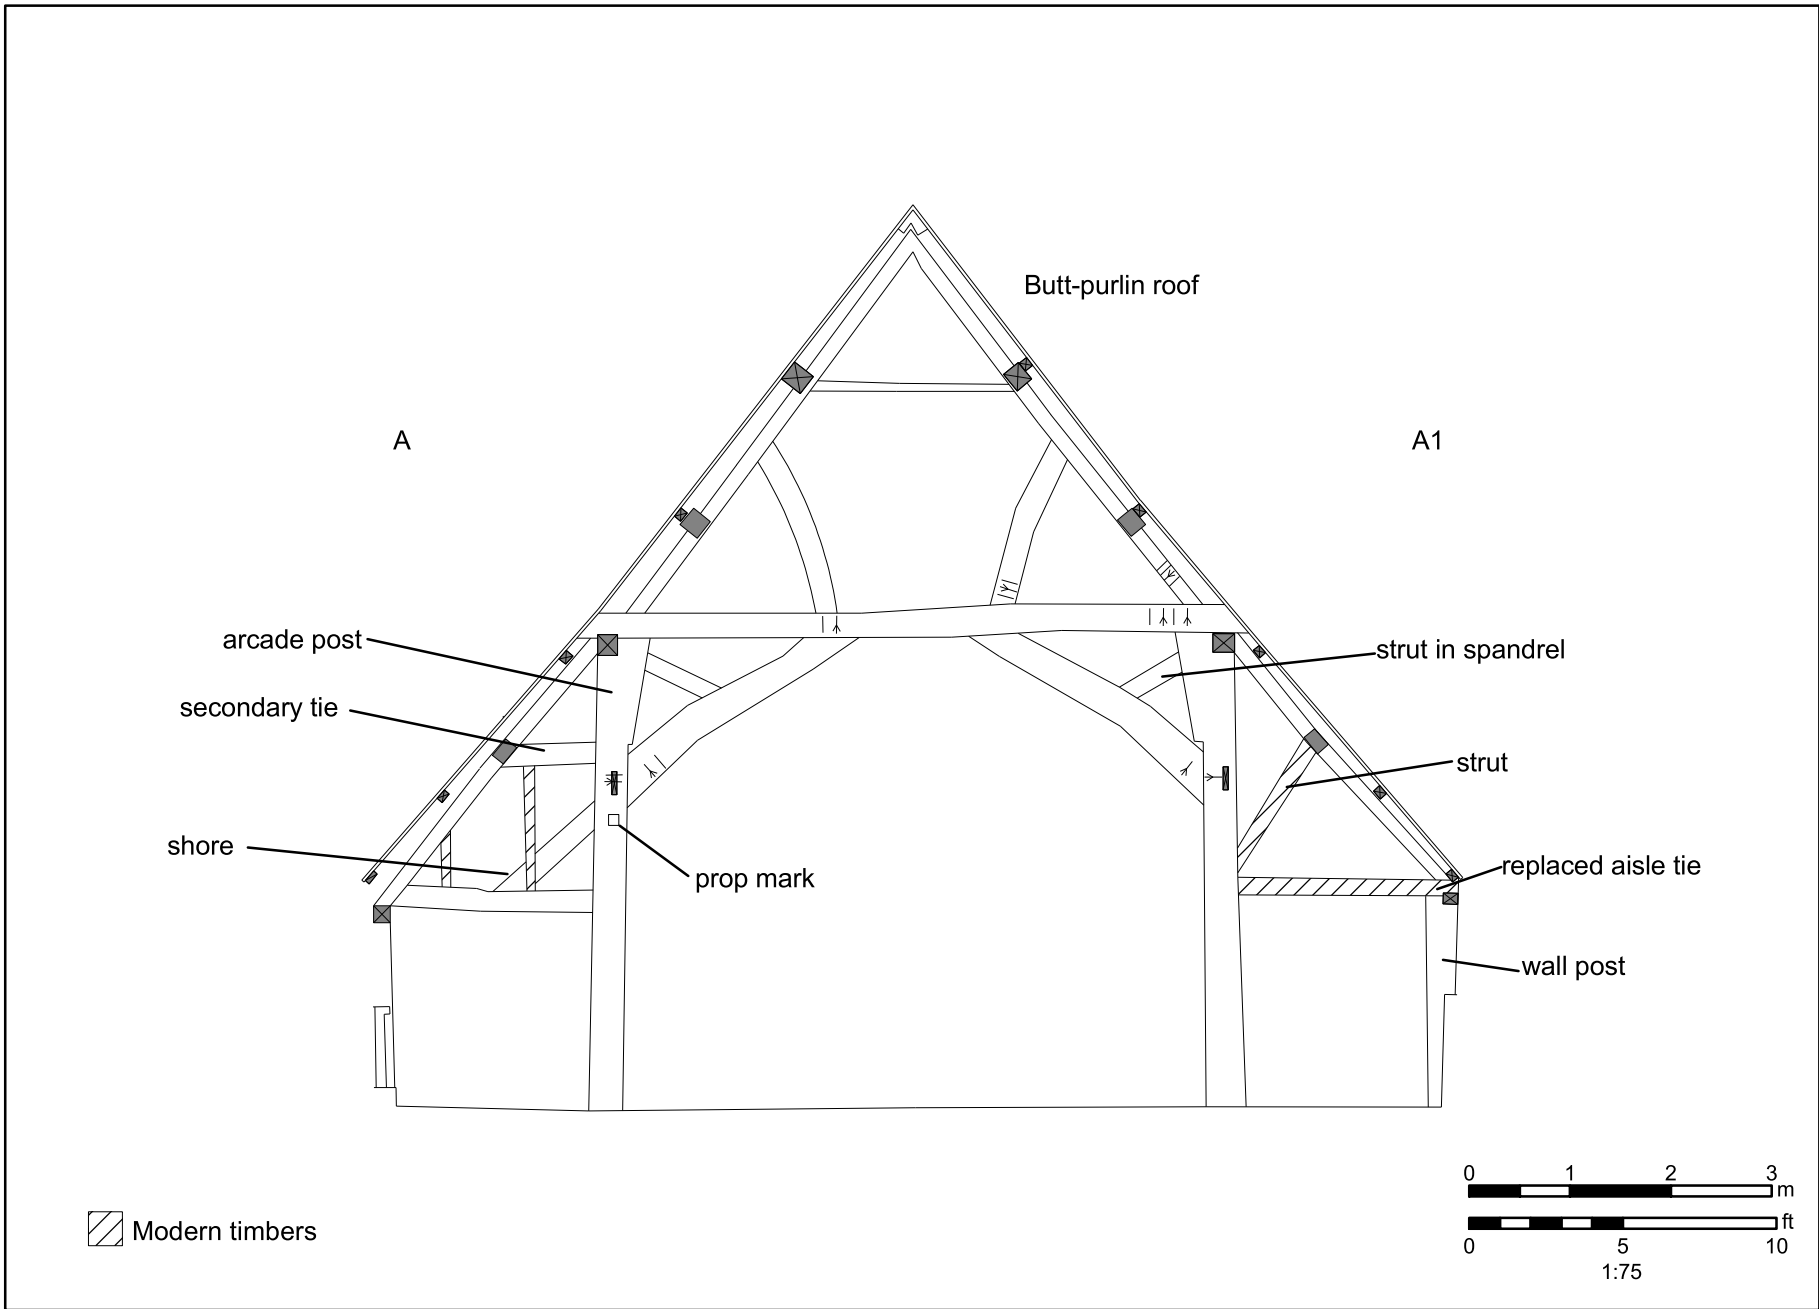 Butt-purlin roof
A
A1
arcade post
strut in spandrel
secondary tie
strut
shore
replaced aisle tie
prop mark
wall post
0 1 2 3
m
ft
0 5 10
1:75
Modern timbers